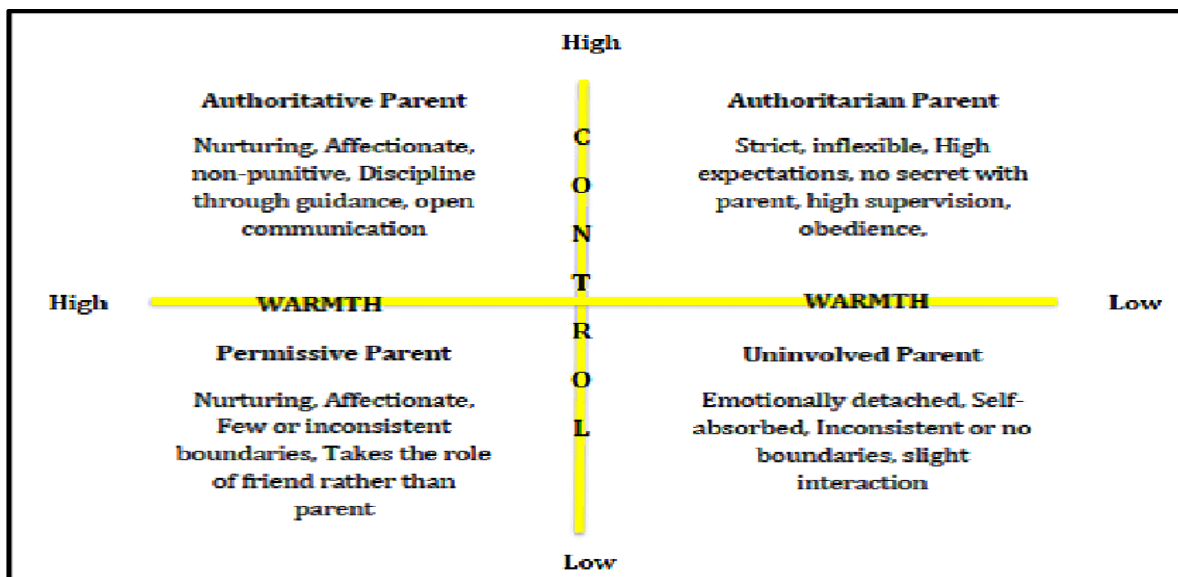 High
Authoritative Parent
Nurturing, Affectionate,
non-punitive, Discipline
through guidance, open
communication
Authoritarian Parent
Strict, inflexible, High
expectations, no secret with
parent, high supervision,
obedience,
C
O
N
T
R
O
L
High
WARMTH
WARMTH
Low
Permissive Parent
Nurturing, Affectionate,
Few or inconsistent
boundaries, Takes the role
of friend rather than
parent
Uninvolved Parent
Emotionally detached, Self-
absorbed, Inconsistent or no
boundaries, slight
interaction
Low